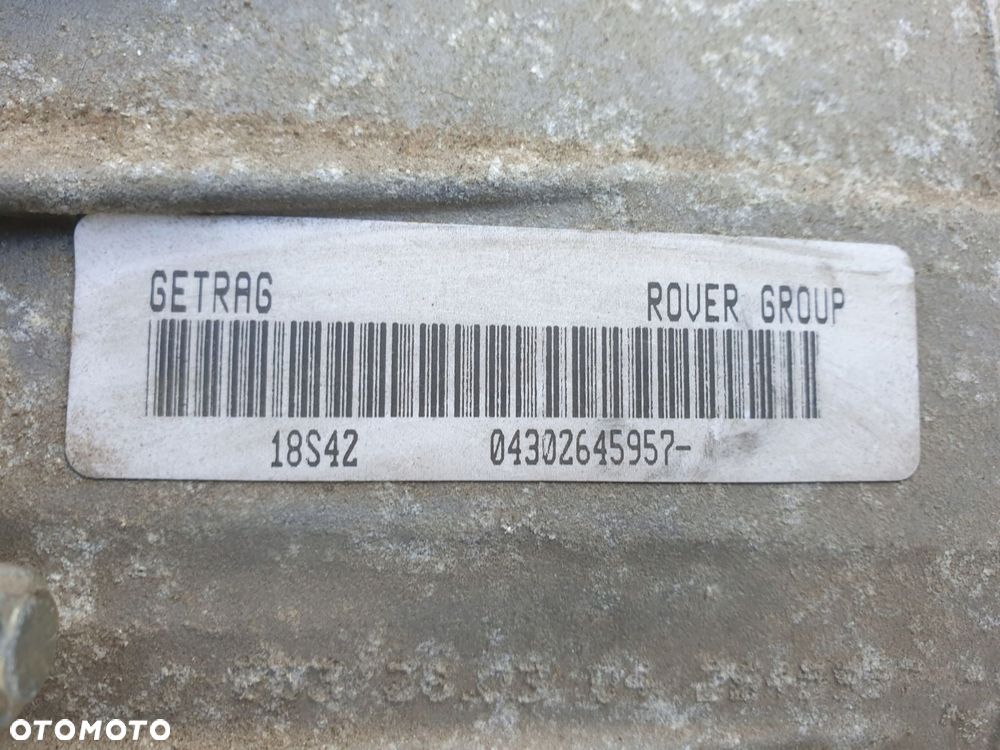 GETRAG ROVER GROUP
18S42 04302645957-
OTOMOTO